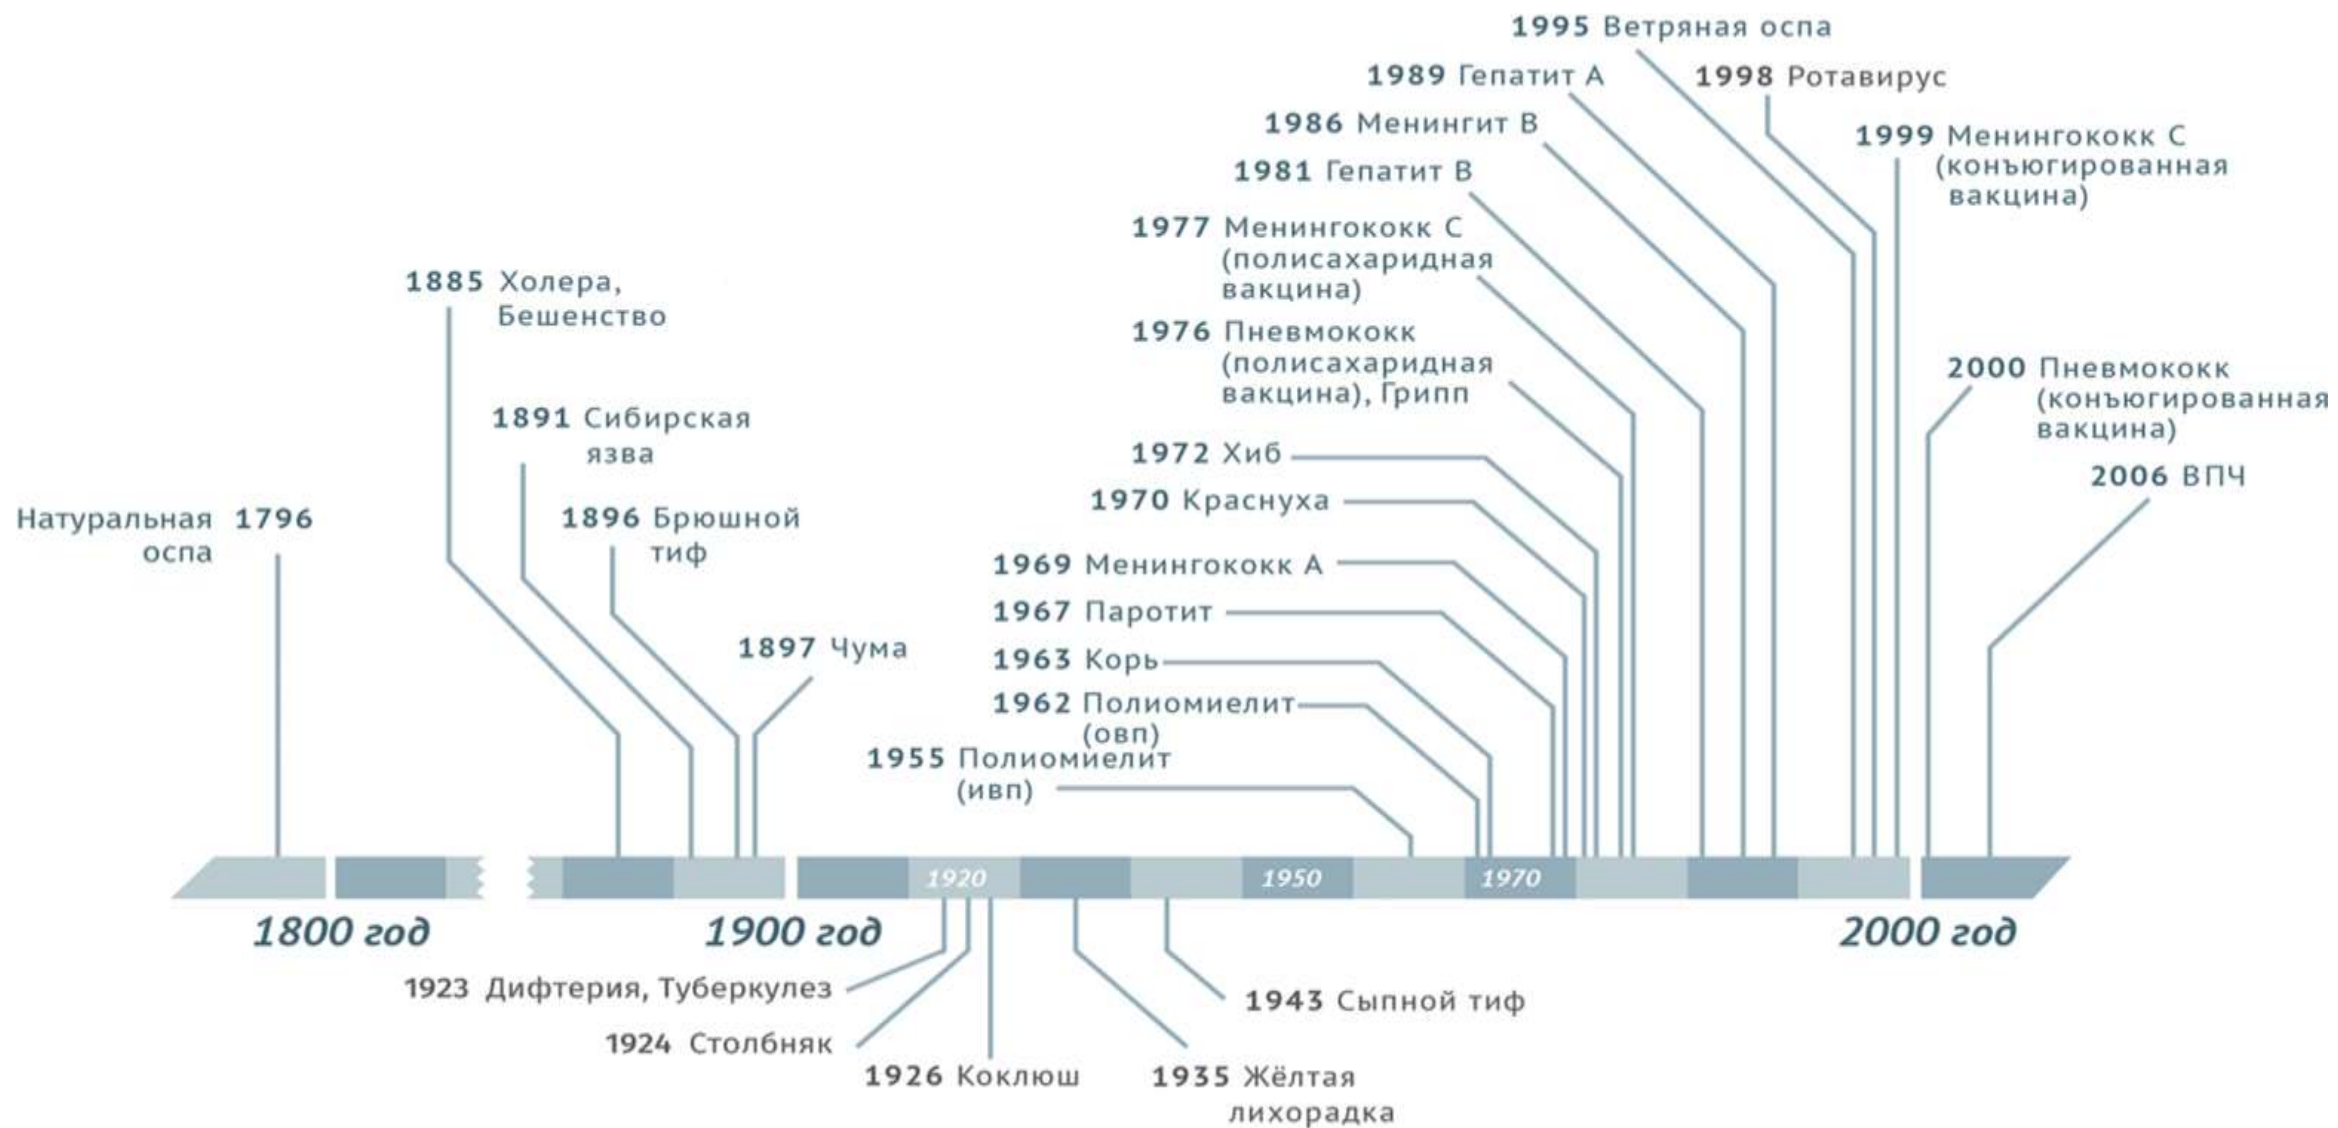 1995 Ветряная оспа
1989 Гепатит А
1998 Ротавирус
1986 Менингит В
1999 Менингококк С
(конъюгированная
вакцина)
1981 Гепатит В
1977 Менингококк С
(полисахаридная
вакцина)
1885 Холера,
Бешенство
1976 Пневмококк
(полисахаридная
вакцина), Грипп
2000 Пневмококк
(конъюгированная
вакцина)
1891 Сибирская
язва
1972 Хиб
2006 ВПЧ
1970 Краснуха
Натуральная 1796
оспа
1896 Брюшной
тиф
1969 Менингококк А
1967 Паротит
1897 Чума
1963 Корь
1962 Полиомиелит
(овп)
1955 Полиомиелит
(ивп)
1920
1950
1970
1800 год
1900 год
2000 год
1923 Дифтерия, Туберкулез
1943 Сыпной тиф
1924 Столбняк
1926 Коклюш
1935 Жёлтая
лихорадка